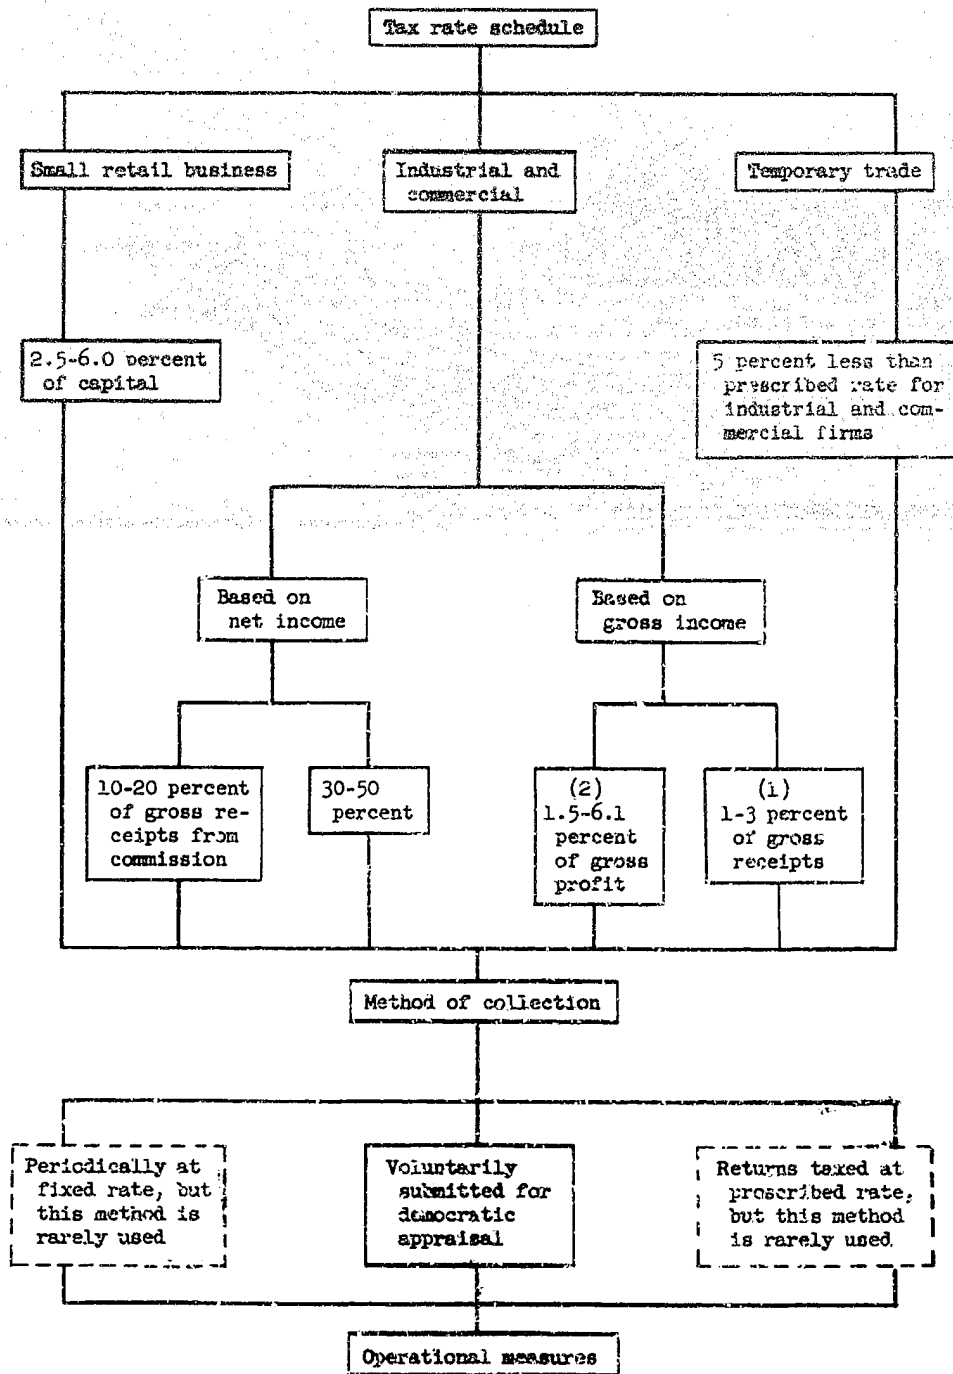 Tax rate schedule
Small retail business
Industrial and
commercial
Temporary trade
2.5-6.0 percent
of capital
5 percent less than
prescribed rate for
industrial and com-
mercial firms
Based on
net income
Based on
gross income
10-20 percent
of gross re-
ceipts from
commission
30-50
percent
(2)
1.5-6.1
percent
of gross
profit
(1)
1-3 percent
of gross
receipts
Method of collection
Periodically at
fixed rate, but
this method is
rarely used
Voluntarily
submitted for
democratic
appraisal
Returns taxed at
proscribed rate,
but this method
is rarely used
Operational measures